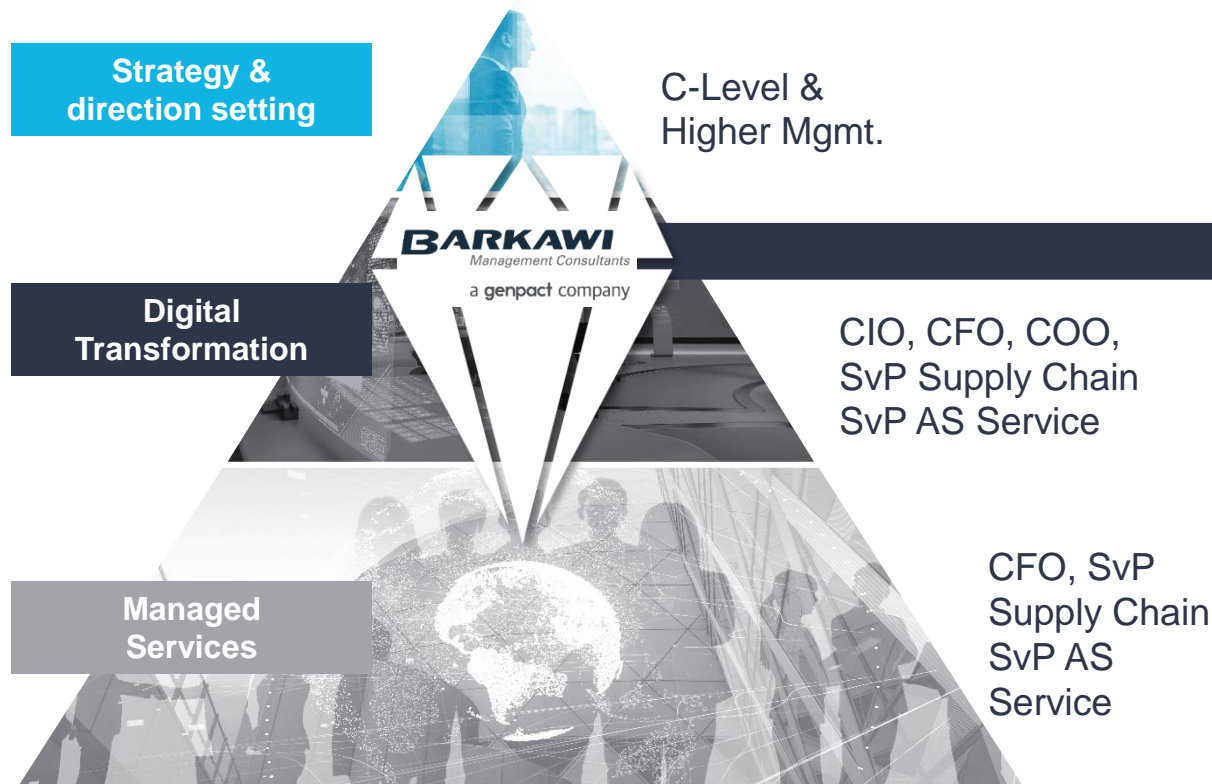 Strategy &
direction setting
C-Level &
Higher Mgmt.
BARKAWI
Management Consultants
a genpact company
Digital
Transformation
CIO, CFO, COO,
SvP Supply Chain
SvP AS Service
Managed
Services
CFO, SvP
Supply Chain
SvP AS
Service